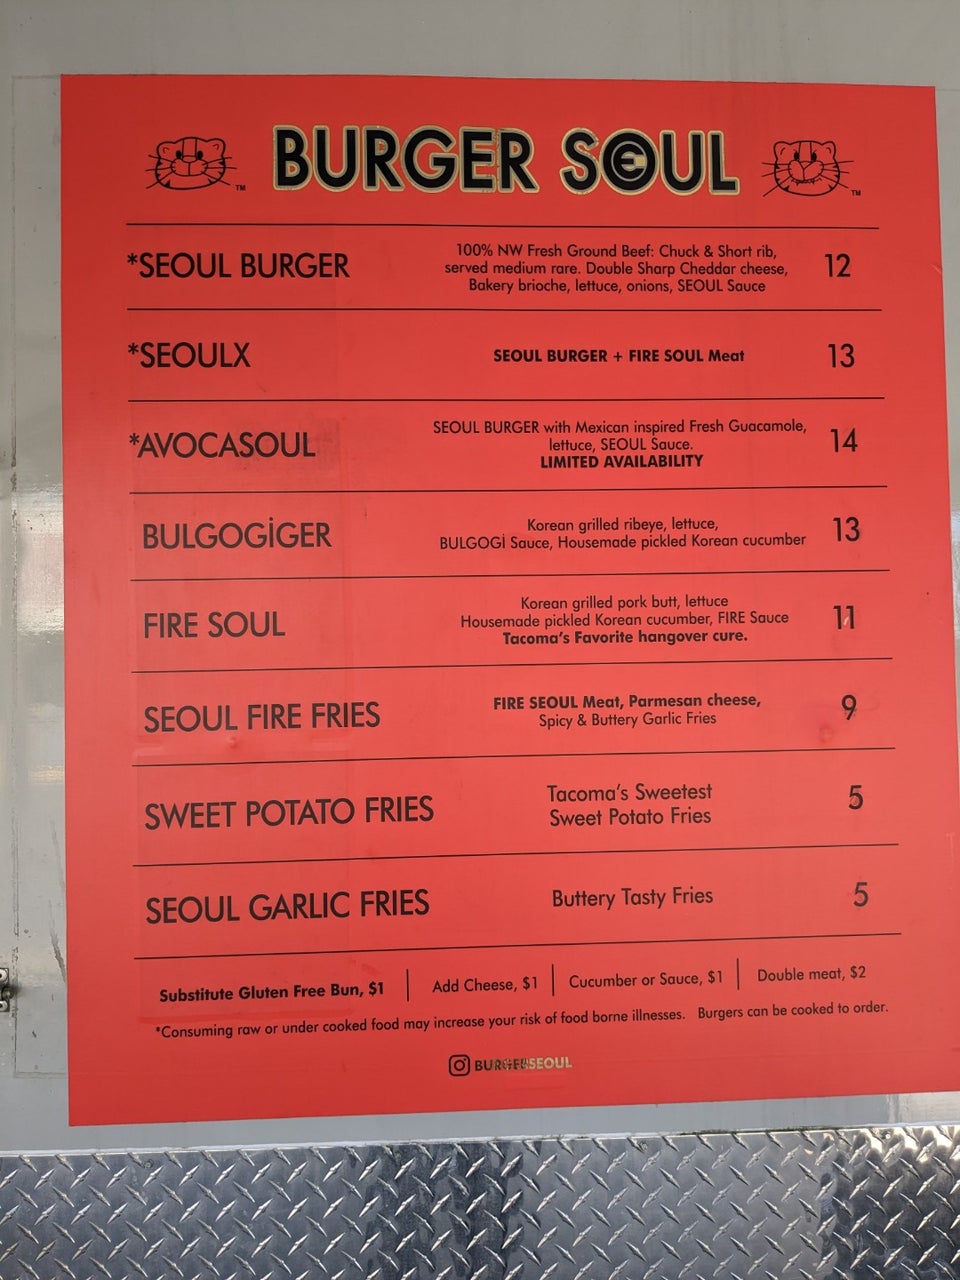 BURGER SEOUL
TM
TM
*SEOUL BURGER
100% NW Fresh Ground Beef: Chuck & Short rib,
served medium rare. Double Sharp Cheddar cheese,
Bakery brioche, lettuce, onions, SEOUL Sauce
12
*SEOULX
SEOUL BURGER + FIRE SOUL Meat
13
*AVOCASOUL
SEOUL BURGER with Mexican inspired Fresh Guacamole,
lettuce, SEOUL Sauce.
LIMITED AVAILABILITY
14
BULGOGİGER
Korean grilled ribeye, lettuce,
BULGOGİ Sauce, Housemade pickled Korean cucumber
13
FIRE SOUL
Korean grilled pork butt, lettuce
Housemade pickled Korean cucumber, FIRE Sauce
Tacoma's Favorite hangover cure.
11
SEOUL FIRE FRIES
FIRE SEOUL Meat, Parmesan cheese,
Spicy & Buttery Garlic Fries
9
SWEET POTATO FRIES
Tacoma's Sweetest
Sweet Potato Fries
5
SEOUL GARLIC FRIES
Buttery Tasty Fries
5
Substitute Gluten Free Bun, $1 | Add Cheese, $1 | Cucumber or Sauce, $1 | Double meat, $2
*Consuming raw or under cooked food may increase your risk of food borne illnesses. Burgers can be cooked to order.
BURGERSEOUL